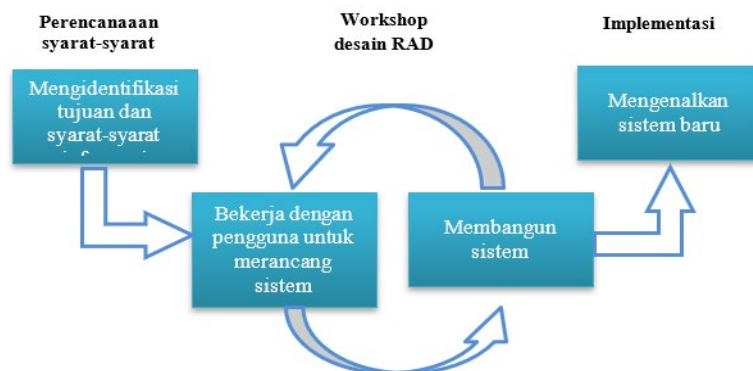 Perencanaaan
syarat-syarat
Workshop
desain RAD
Implementasi
Mengidentifikasi
tujuan dan
syarat-syarat
Mengenalkan
sistem baru
Bekerja dengan
pengguna untuk
merancang
sistem
Membangun
sistem